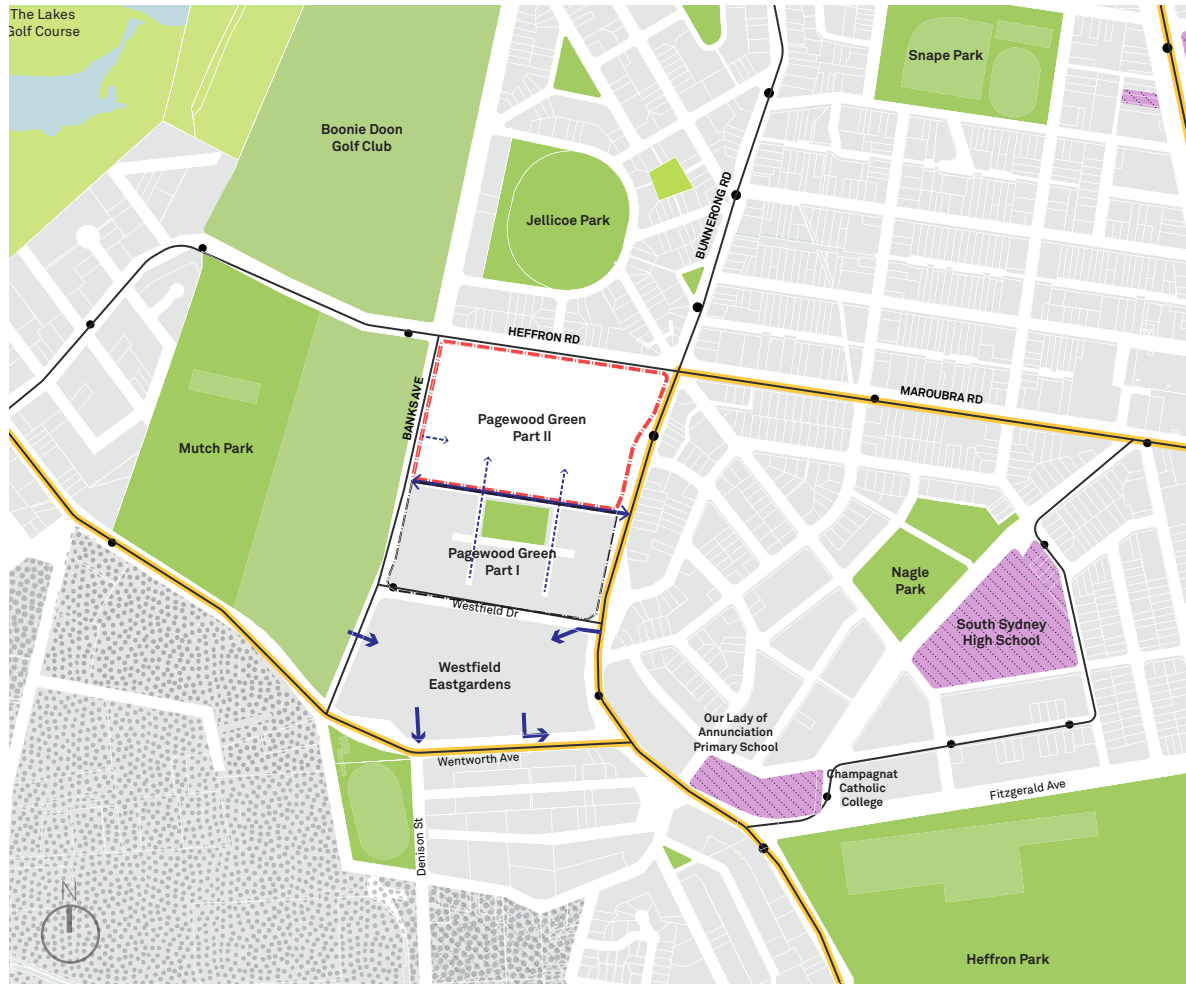 The Lakes
Golf Course
Snape Park
Boonie Doon
Golf Club
Jellicoe Park
BUNNERONG RD
HEFFRON RD
BANKS AVE
MAROUBRA RD
Pagewood Green
Part II
Mutch Park
Pagewood Green
Part I
Nagle
Park
Westfield Dr
South Sydney
High School
Westfield
Eastgardens
Our Lady of
Annunciation
Primary School
Wentworth Ave
Champagnat
Catholic
College
Fitzgerald Ave
Denison St
N
Heffron Park